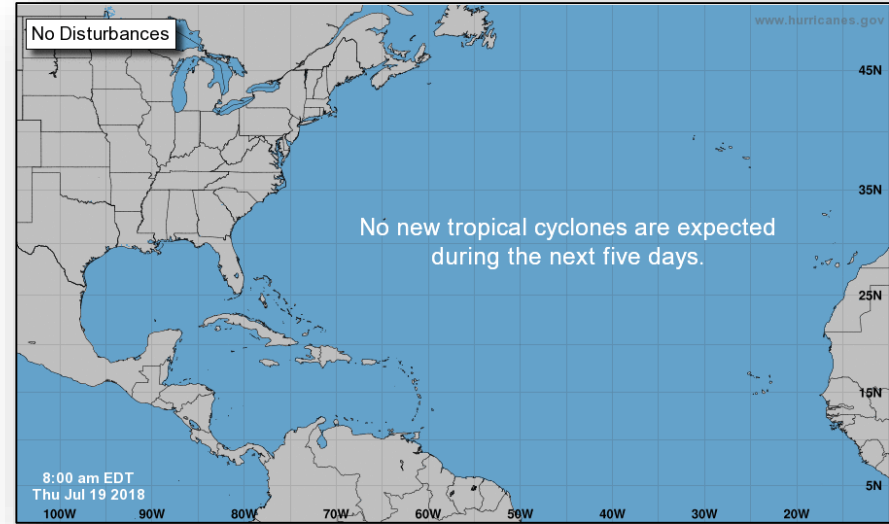 www.hurricanes.gov
No Disturbances
45N
35N
No new tropical cyclones are expected
during the next five days.
25N
15N
8:00 am EDT
Thu Jul 19 2018
5N
100W 90W 80W 70W 60W 50W 40W 30W 20W